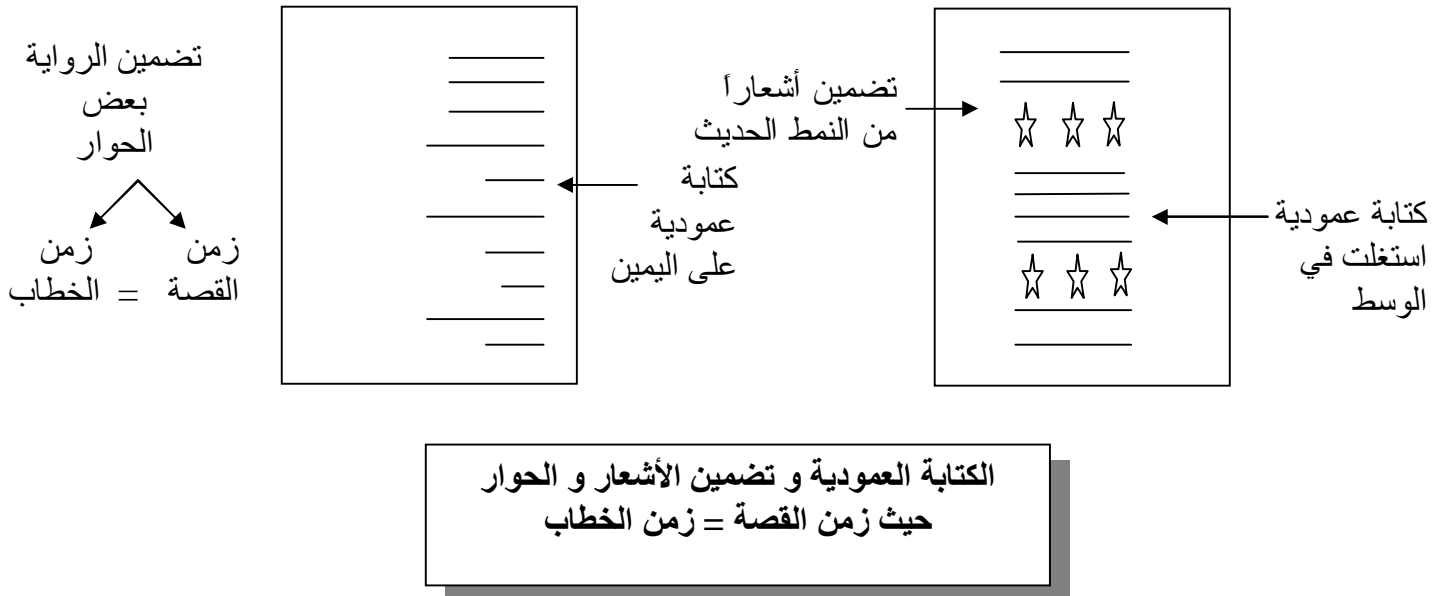 تضمين أشعاراً
من النمط الحديث
كتابة عمودية
استغلت في
الوسط
تضمين الرواية
بعض
الحوار
زمن القصة = زمن الخطاب
كتابة
عمودية
على اليمين
الكتابة العمودية و تضمين الأشعار و الحوار
حيث زمن القصة = زمن الخطاب